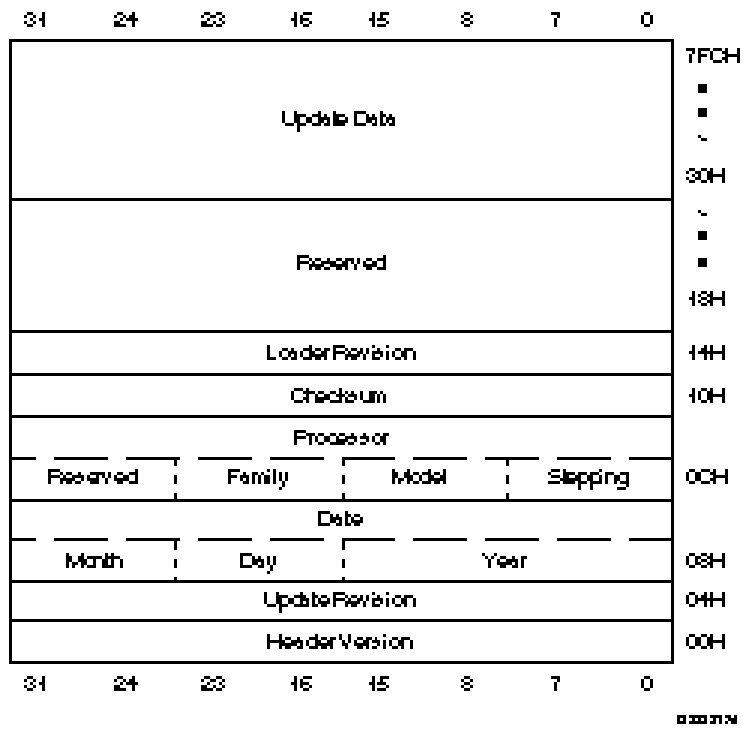 31 24 23 16 15 8 7 0
7FCH
Update Data
30H
Reserved
18H
Loader Revision 14H
Checksum 10H
Processor
Reserved Family Model Stepping 0CH
Date
Month Day Year 08H
Update Revision 04H
Header Version 00H
31 24 23 16 15 8 7 0